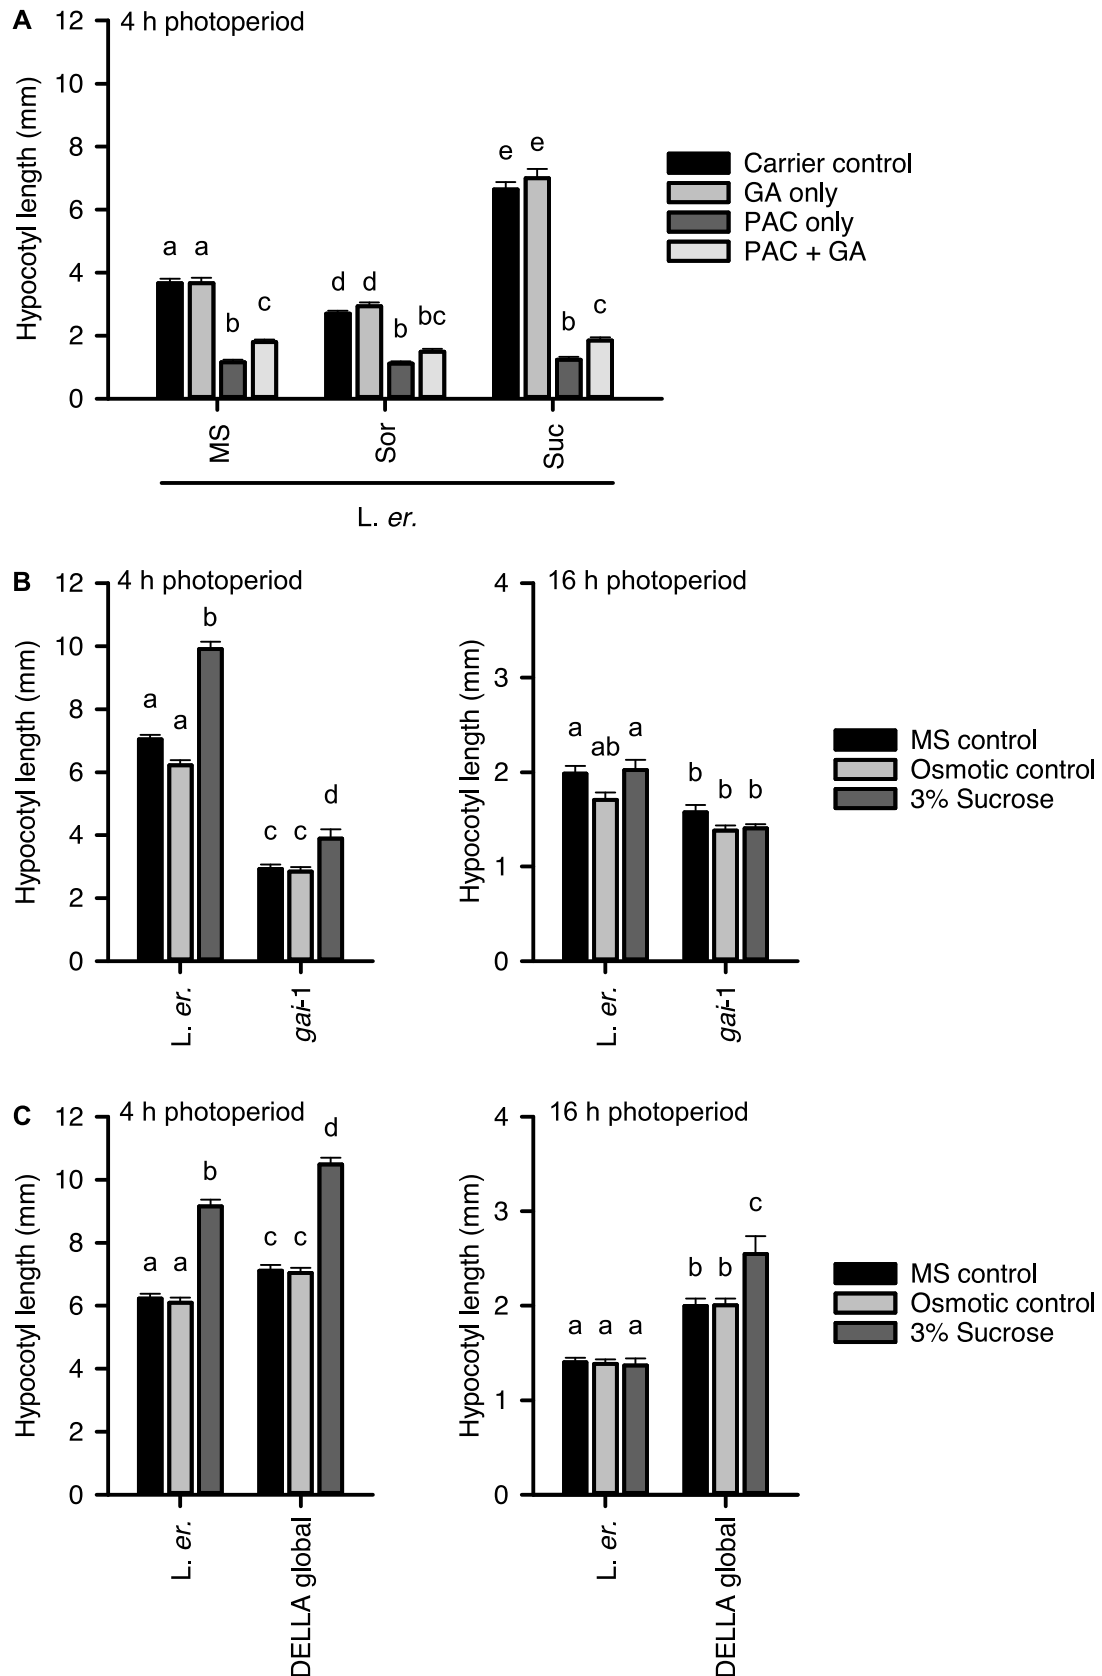 A
4 h photoperiod
Hypocotyl length (mm)
12
10
8
6
4
2
0
a a b c
d d b bc
e e b c
MS
Sor
Suc
L. er.
Carrier control
GA only
PAC only
PAC + GA
B
4 h photoperiod
Hypocotyl length (mm)
12
10
8
6
4
2
0
a a b
c c d
L. er.
gai-1
16 h photoperiod
Hypocotyl length (mm)
4
3
2
1
0
a ab a
b b b
L. er.
gai-1
MS control
Osmotic control
3% Sucrose
C
4 h photoperiod
Hypocotyl length (mm)
12
10
8
6
4
2
0
a a b
c c d
L. er.
DELLA global
16 h photoperiod
Hypocotyl length (mm)
4
3
2
1
0
a a a
b b c
L. er.
DELLA global
MS control
Osmotic control
3% Sucrose